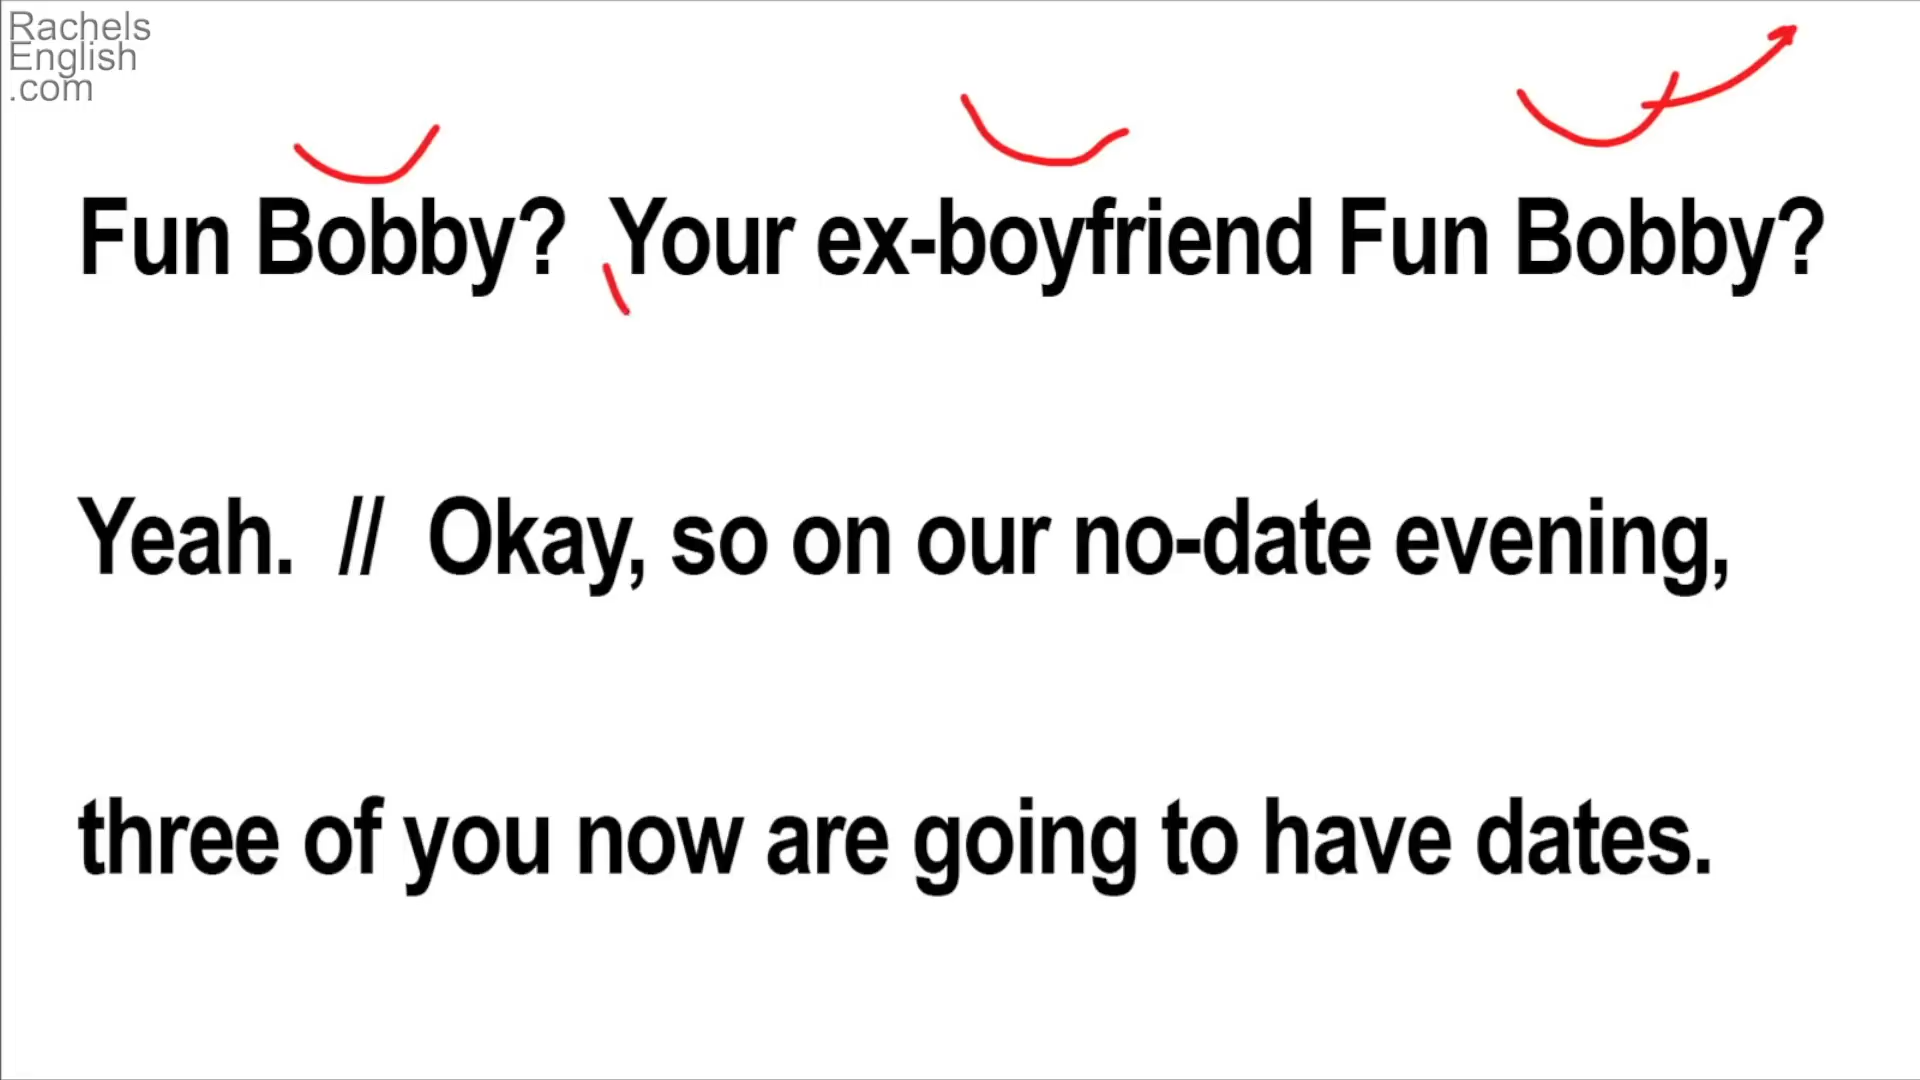 Rachels
English
.com
Fun Bobby? Your ex-boyfriend Fun Bobby?
Yeah. // Okay, so on our no-date evening,
three of you now are going to have dates.